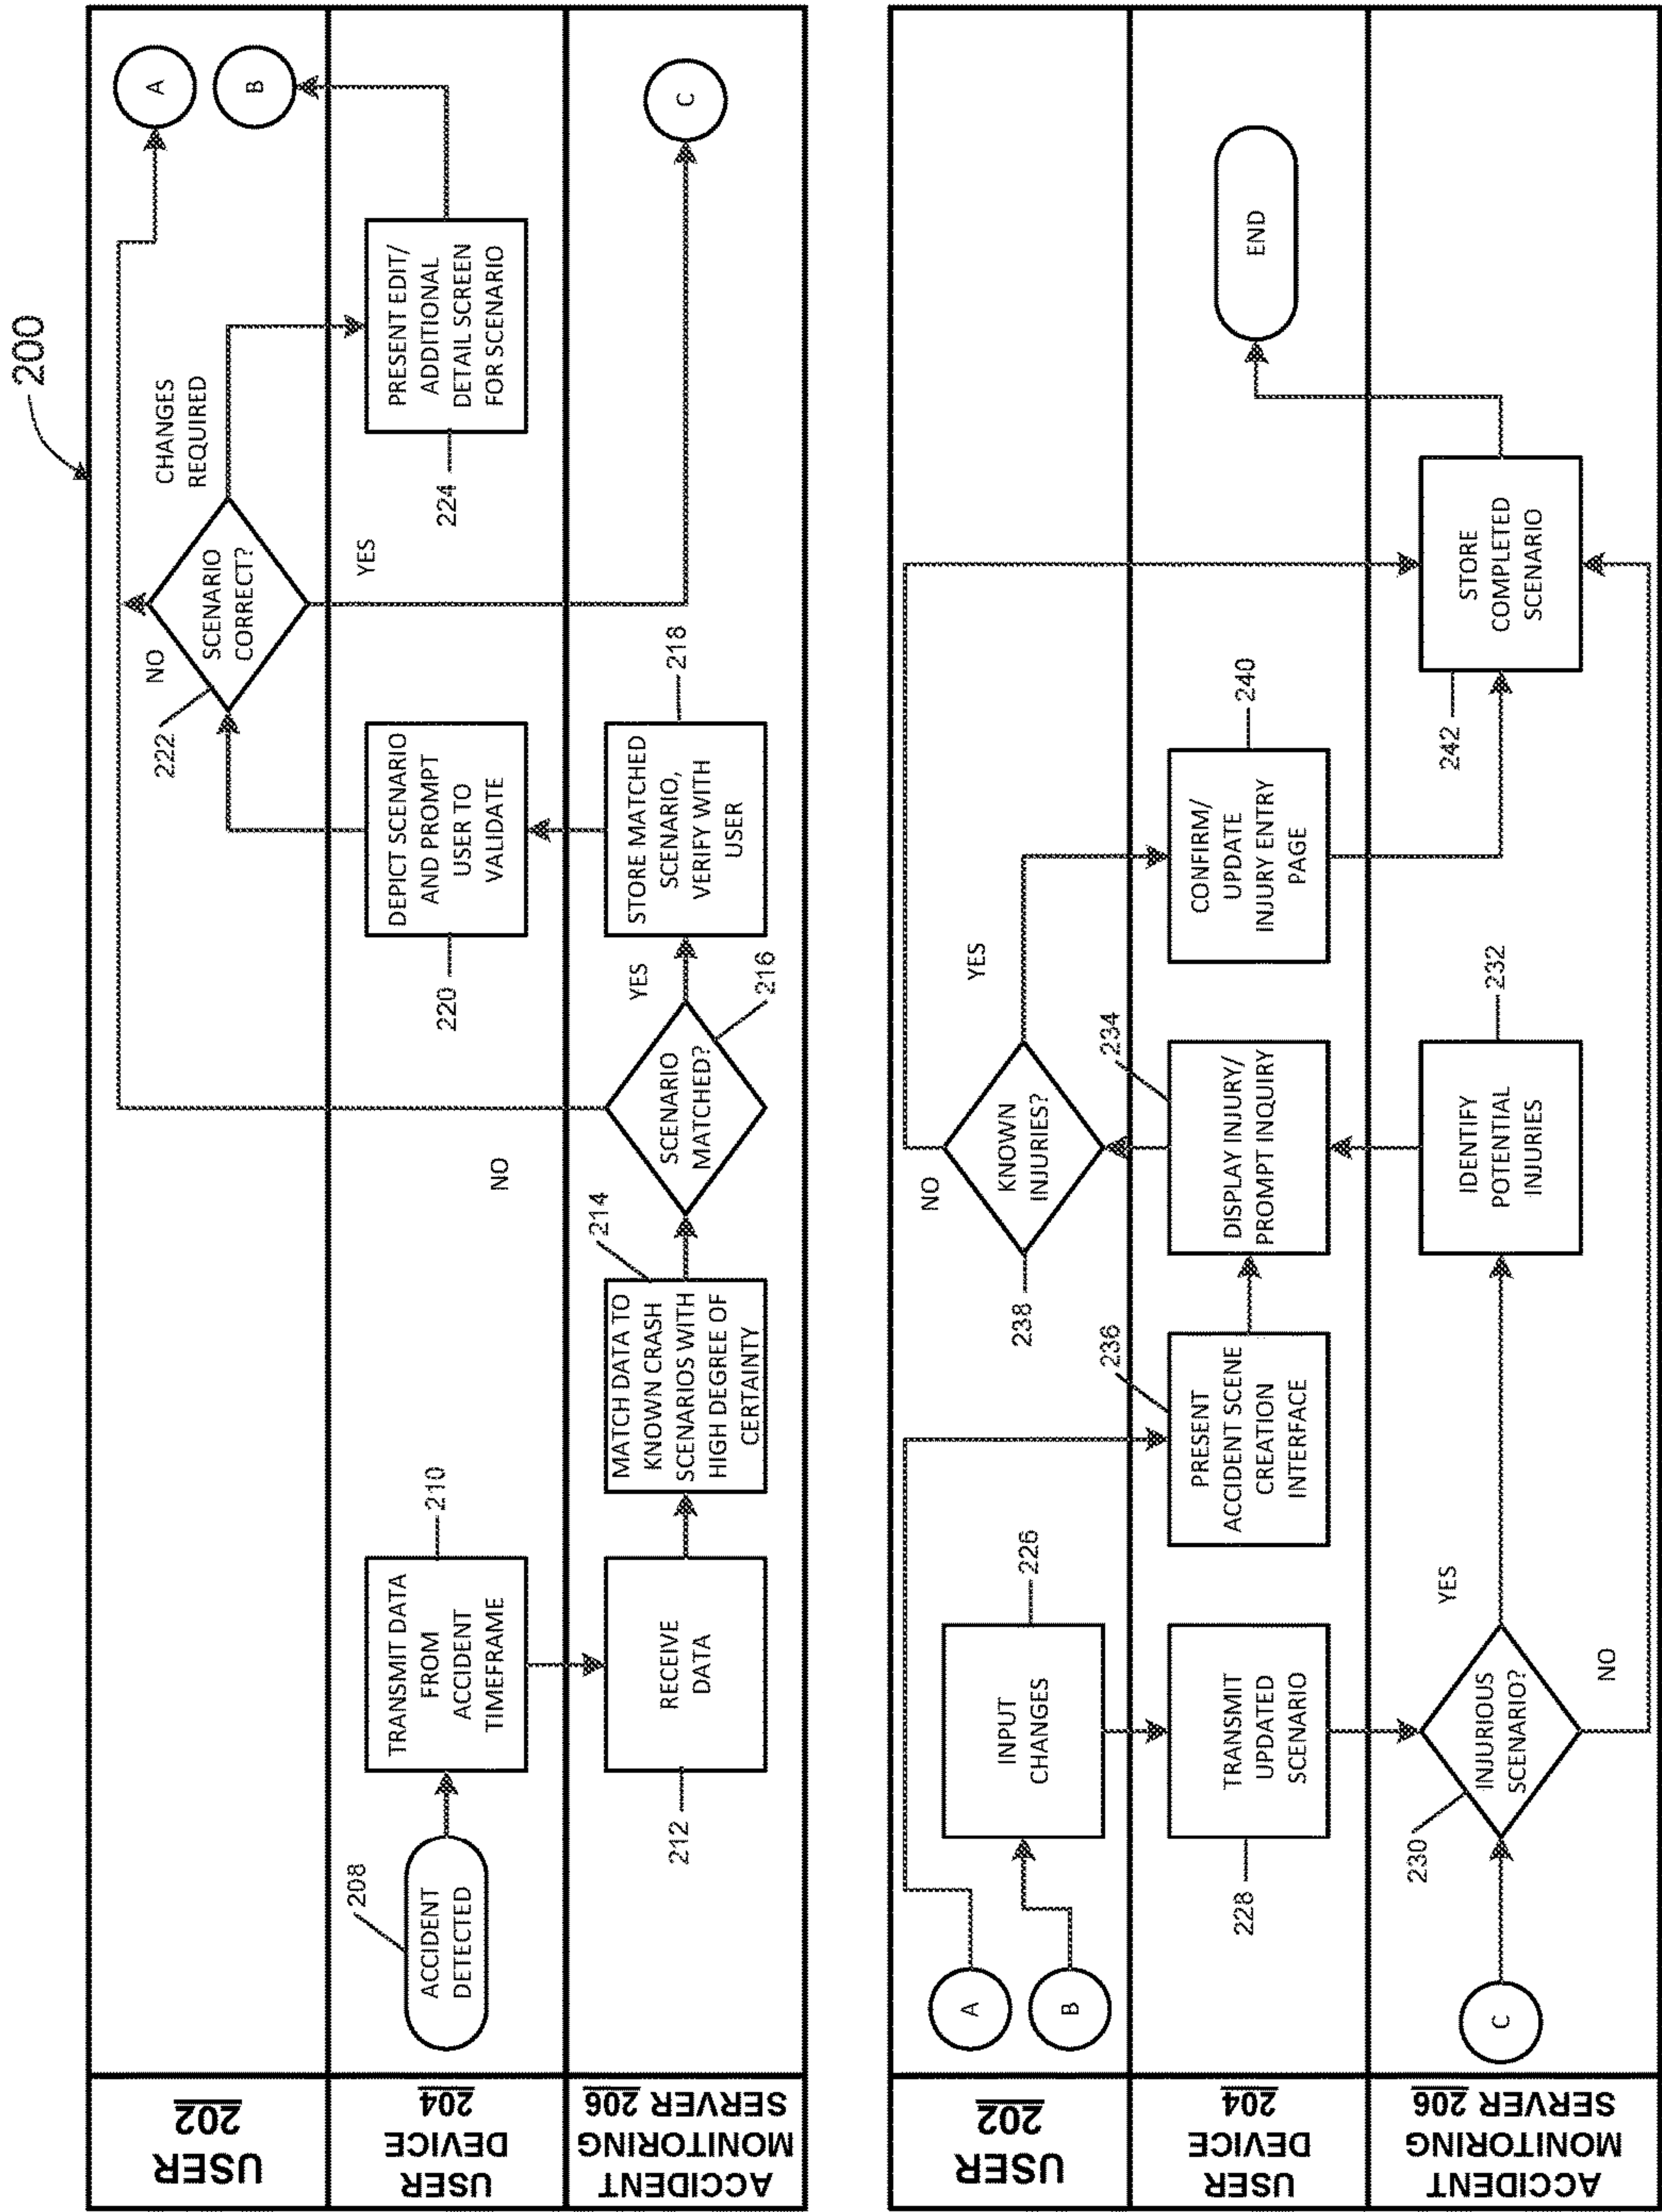 200
USER
202
USER
DEVICE
204
ACCIDENT
MONITORING
SERVER 206
ACCIDENT
DETECTED
208
TRANSMIT DATA
FROM
ACCIDENT
TIMEFRAME
210
RECEIVE
DATA
212
MATCH DATA TO
KNOWN CRASH
SCENARIOS WITH
HIGH DEGREE OF
CERTAINTY
214
SCENARIO
MATCHED?
216
NO
YES
STORE MATCHED
SCENARIO,
VERIFY WITH
USER
218
DEPICT SCENARIO
AND PROMPT
USER TO
VALIDATE
220
SCENARIO
CORRECT?
222
NO
YES
CHANGES
REQUIRED
PRESENT EDIT/
ADDITIONAL
DETAIL SCREEN
FOR SCENARIO
224
A
B
C
USER
202
USER
DEVICE
204
ACCIDENT
MONITORING
SERVER 206
A
B
C
INPUT
CHANGES
226
TRANSMIT
UPDATED
SCENARIO
228
INJURIOUS
SCENARIO?
230
YES
NO
PRESENT
ACCIDENT SCENE
CREATION
INTERFACE
236
IDENTIFY
POTENTIAL
INJURIES
232
DISPLAY INJURY/
PROMPT INQUIRY
234
KNOWN
INJURIES?
238
NO
YES
CONFIRM/
UPDATE
INJURY ENTRY
PAGE
240
STORE
COMPLETED
SCENARIO
242
END